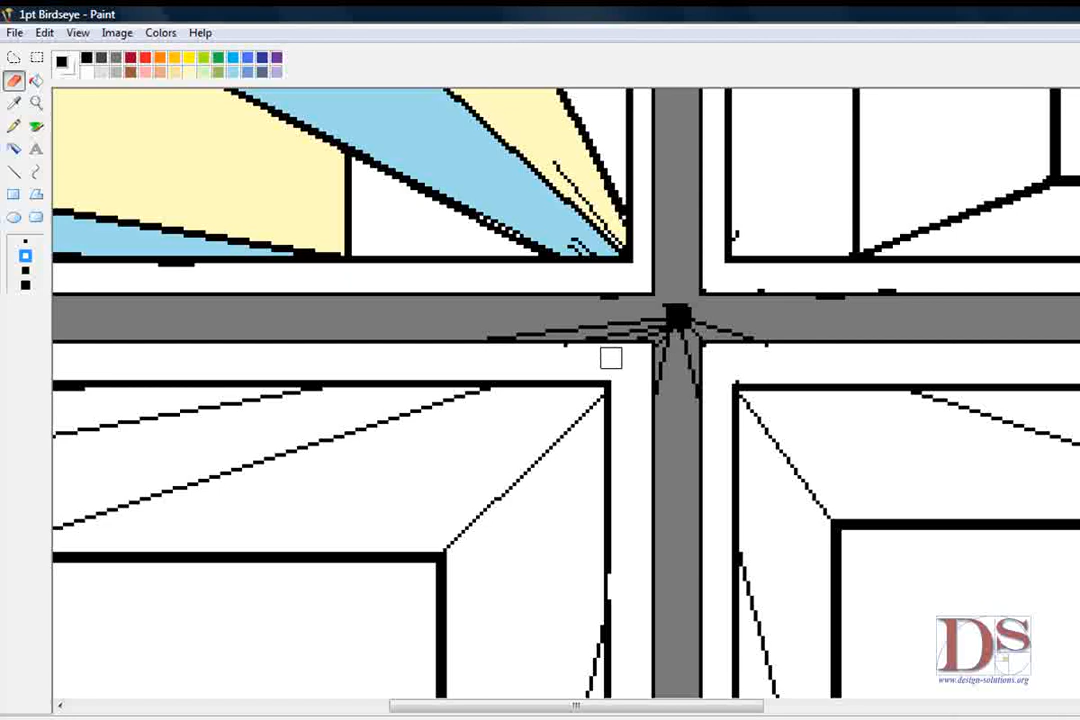 1pt Birdseye - Paint
File Edit View Image Colors Help
A
DS
www.design-solutions.org